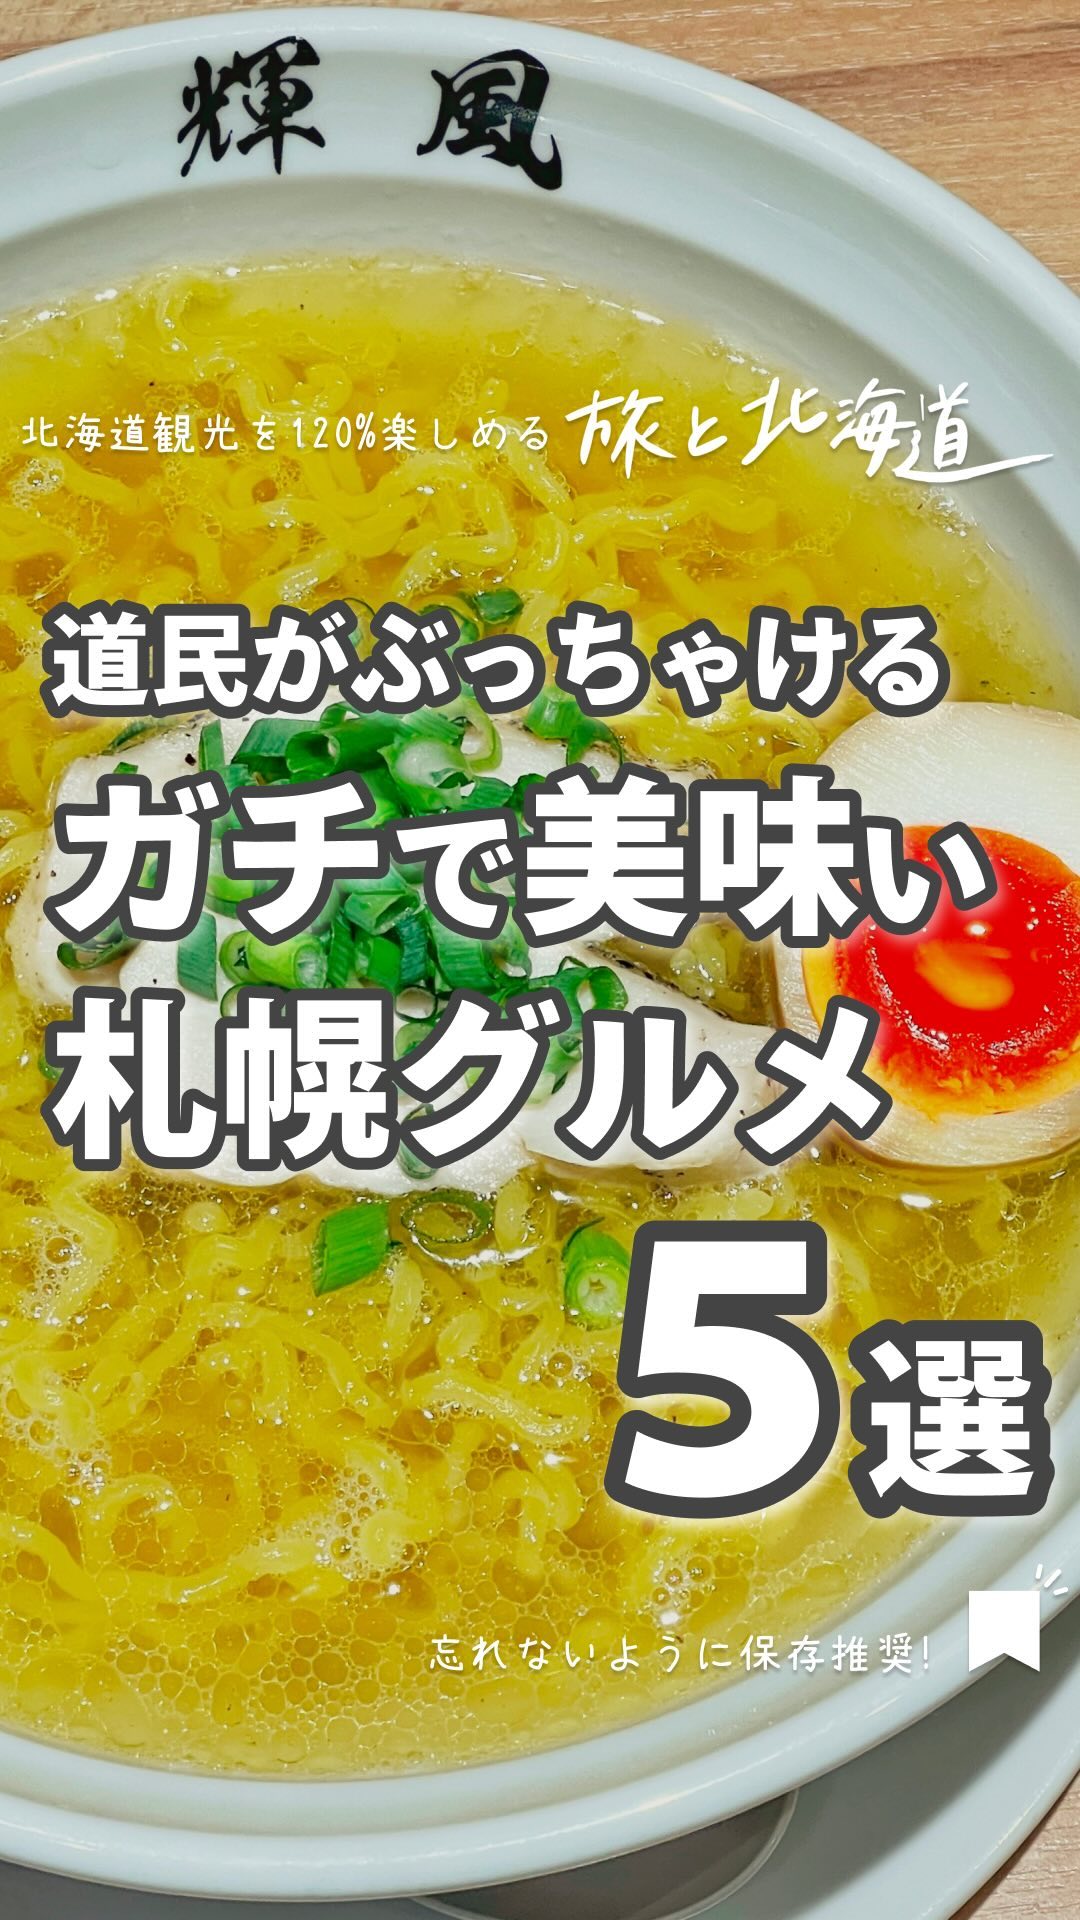 輝風
北海道観光を120%楽しめる 旅と北海道
道民がぶっちゃける
ガチで美味い
札幌グルメ
5選
忘れないように保存推奨!